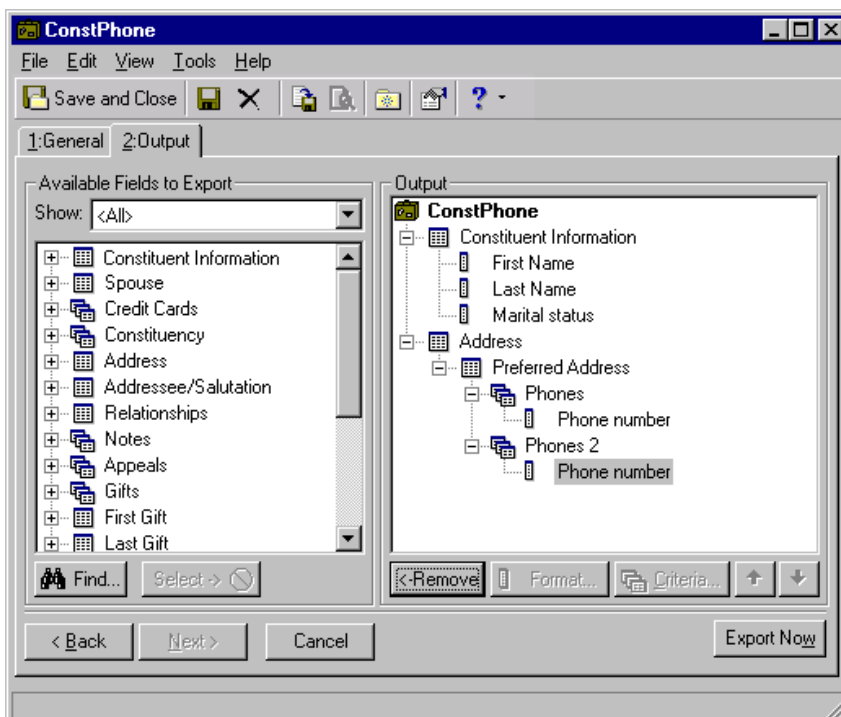 ConstPhone
File Edit View Tools Help
Save and Close ?
1:General 2:Output
Available Fields to Export
Show: <All>
Constituent Information
Spouse
Credit Cards
Constituency
Address
Addressee/Salutation
Relationships
Notes
Appeals
Gifts
First Gift
Last Gift
Find... Select ->
Output
ConstPhone
Constituent Information
First Name
Last Name
Marital status
Address
Preferred Address
Phones
Phone number
Phones 2
Phone number
<-Remove Format... Criteria...
< Back Next > Cancel Export Now